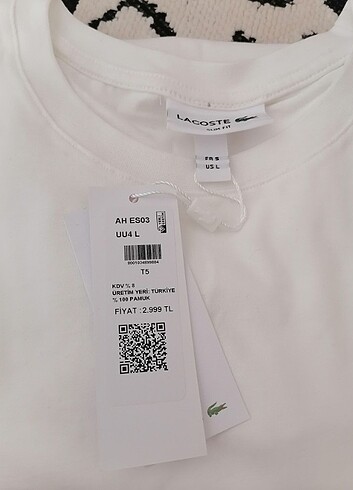 LACOSTE
SLIM FIT
FR 5
US L
AH ES03
UU4 L
T5
KDV % 8
ÜRETİM YERİ: TÜRKİYE
% 100 PAMUK
FİYAT : 2.999 TL